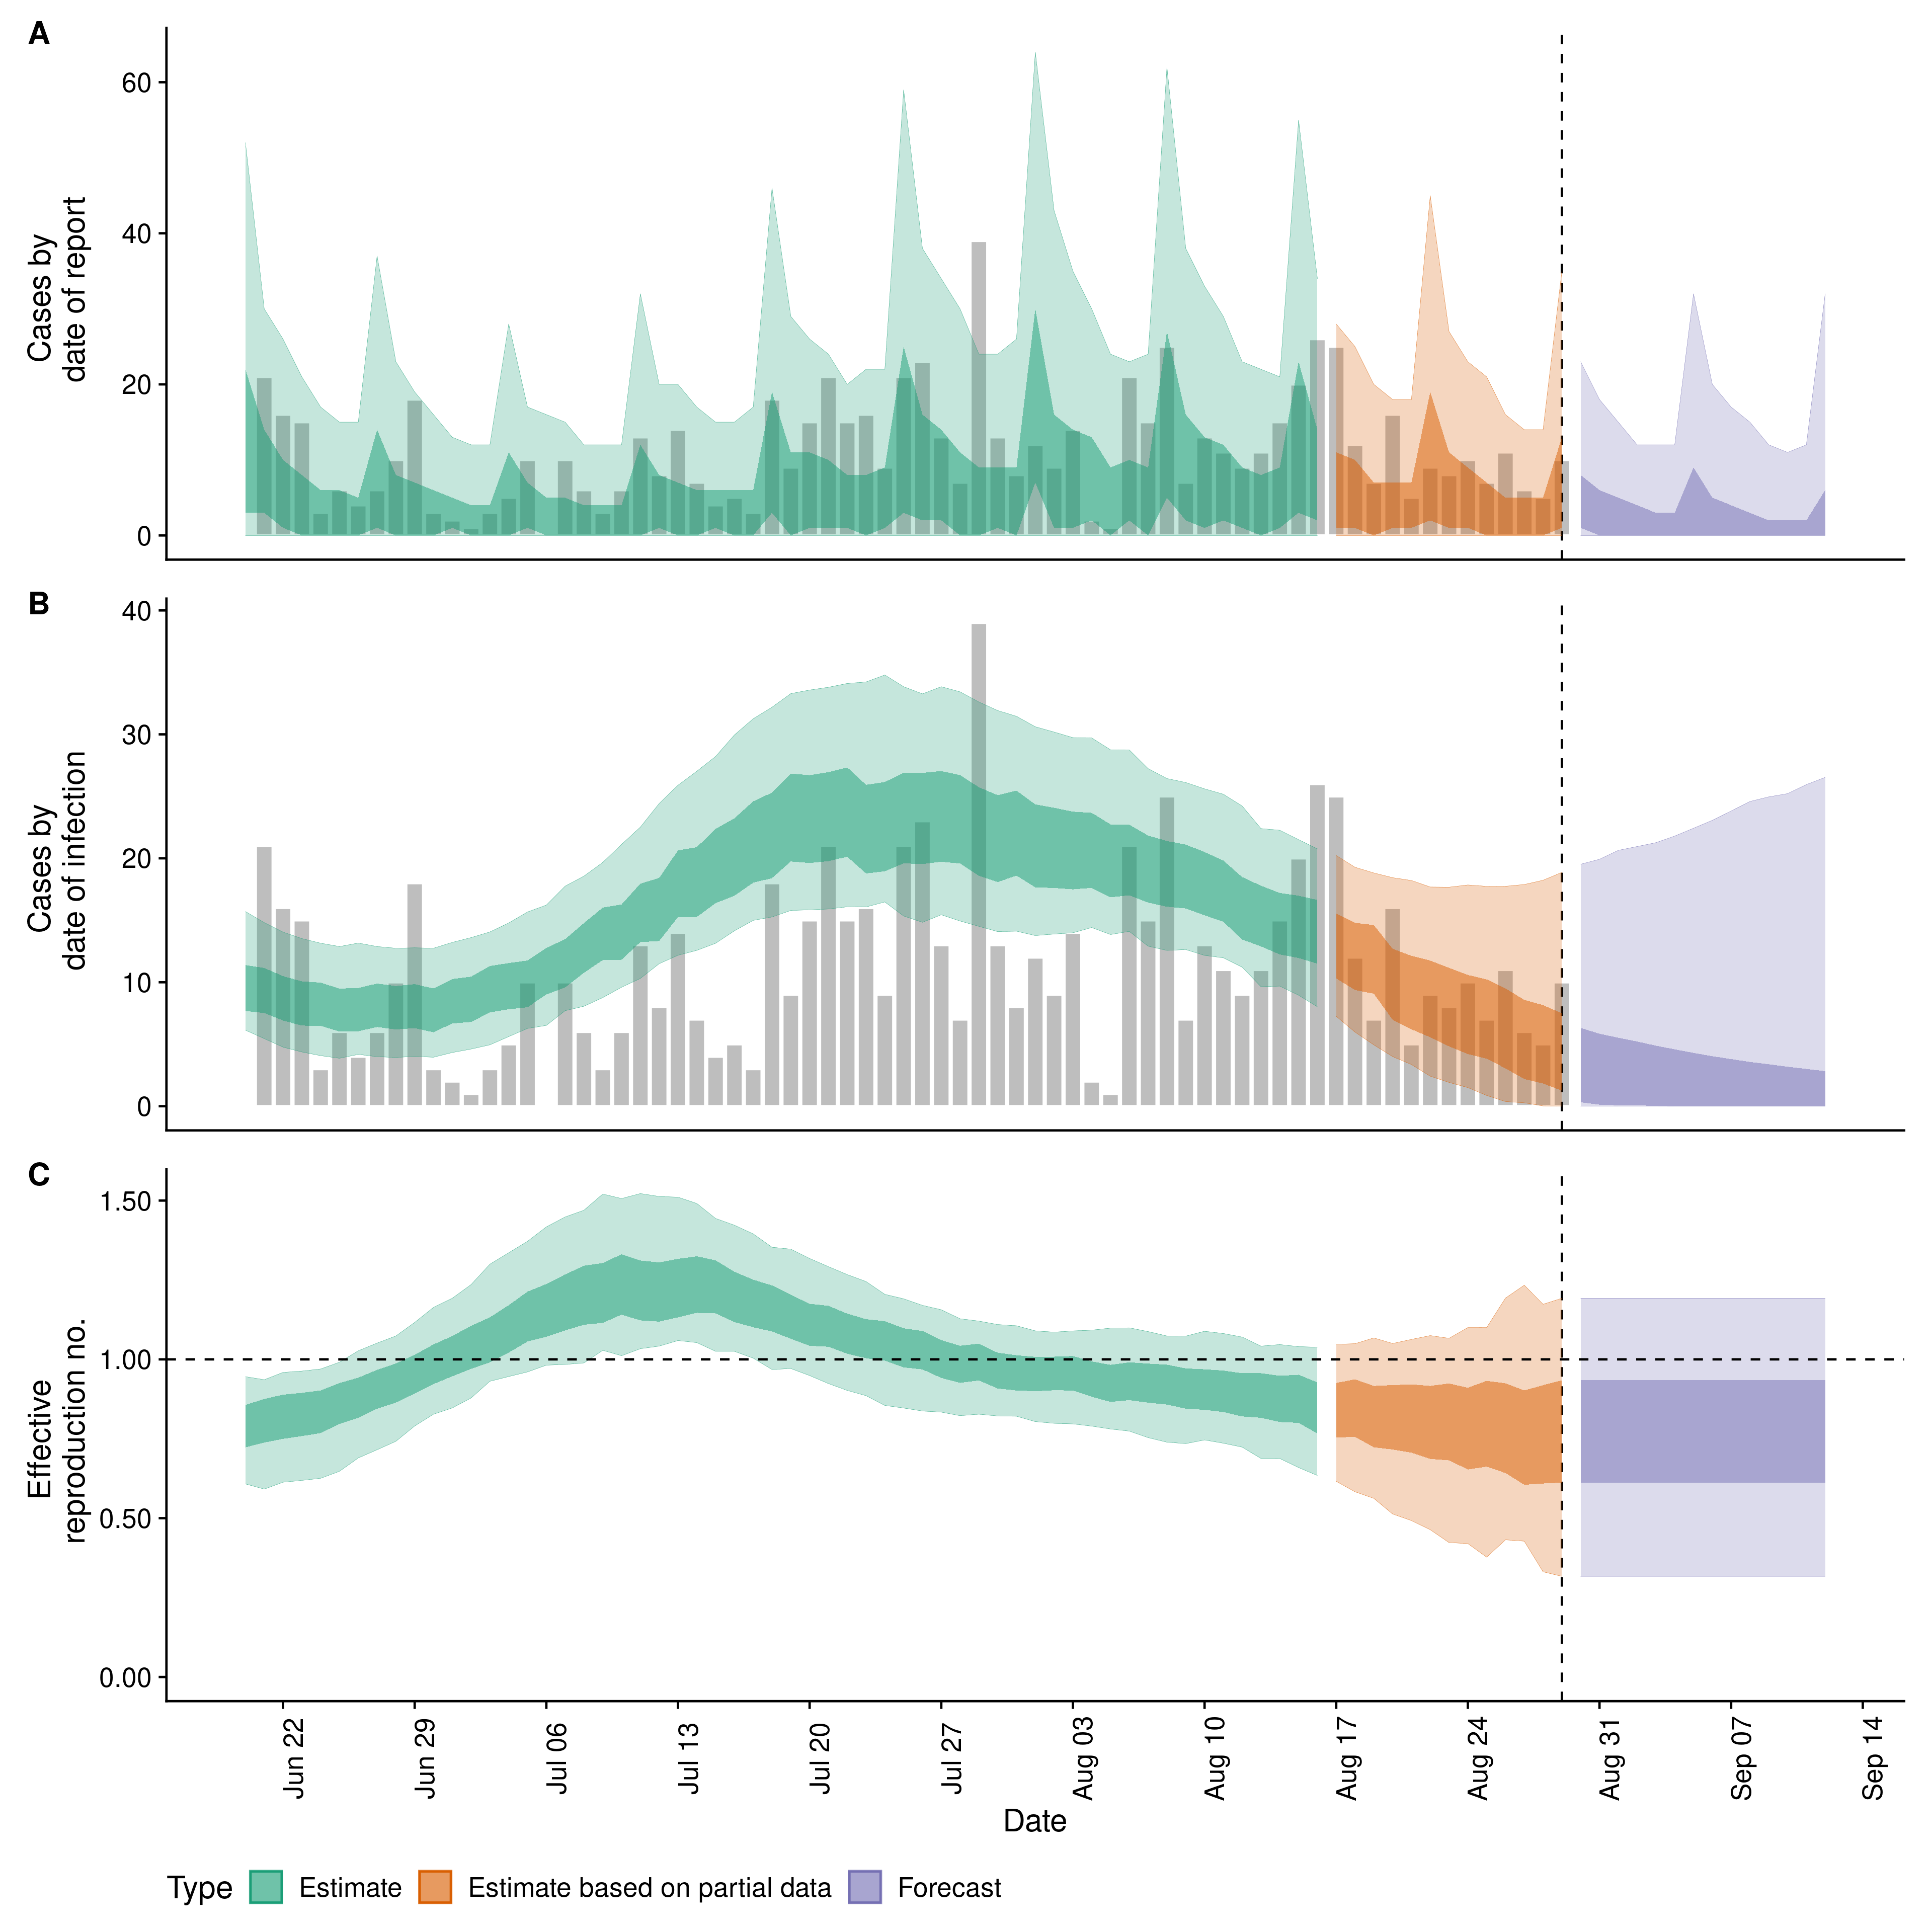 A
Cases by
date of report
60
40
20
0
B
Cases by
date of infection
40
30
20
10
0
C
Effective
reproduction no.
1.50
1.00
0.50
0.00
Jun 22
Jun 29
Jul 06
Jul 13
Jul 20
Jul 27
Aug 03
Aug 10
Aug 17
Aug 24
Aug 31
Sep 07
Sep 14
Date
Type Estimate Estimate based on partial data Forecast